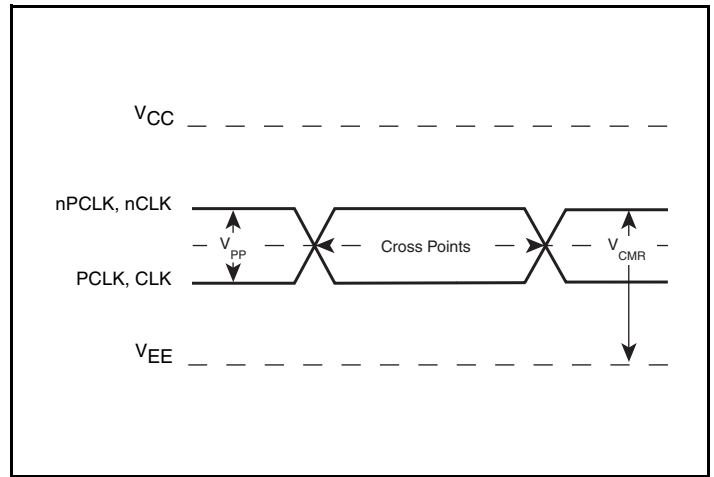 VCC
nPCLK, nCLK
VPP
Cross Points
VCMR
PCLK, CLK
VEE